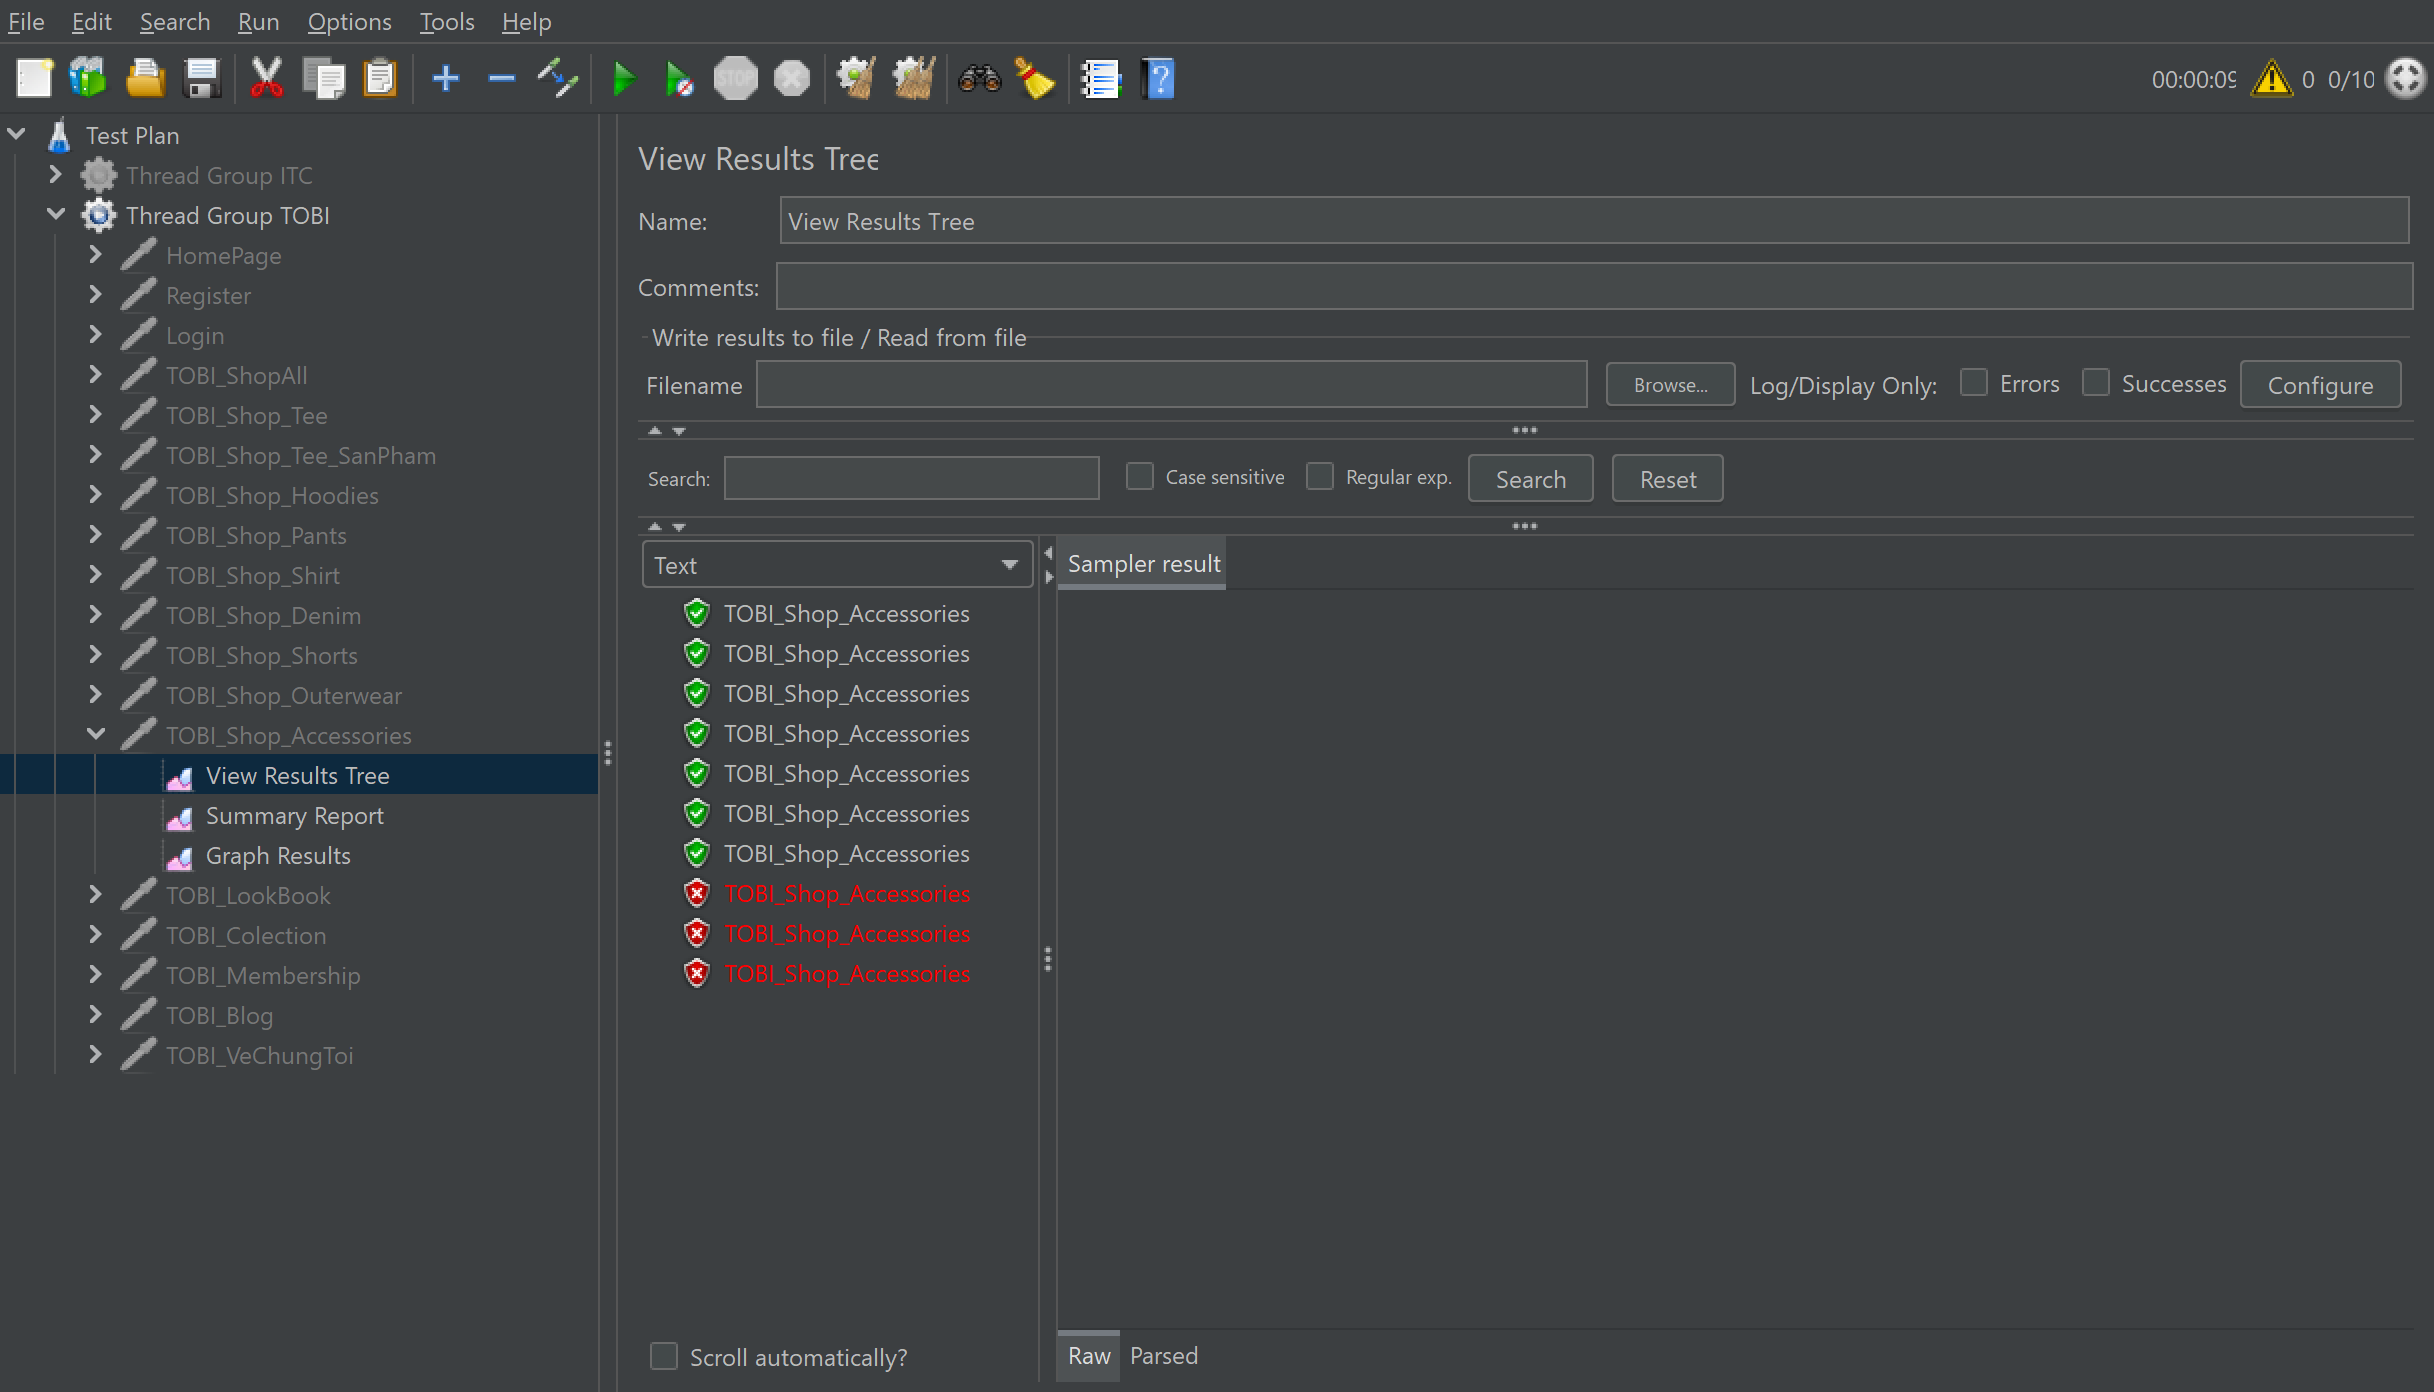 File Edit Search Run Options Tools Help
STOP
00:00:09 0 0/10
Test Plan
Thread Group ITC
Thread Group TOBI
HomePage
Register
Login
TOBI_ShopAll
TOBI_Shop_Tee
TOBI_Shop_Tee_SanPham
TOBI_Shop_Hoodies
TOBI_Shop_Pants
TOBI_Shop_Shirt
TOBI_Shop_Denim
TOBI_Shop_Shorts
TOBI_Shop_Outerwear
TOBI_Shop_Accessories
View Results Tree
Summary Report
Graph Results
TOBI_LookBook
TOBI_Colection
TOBI_Membership
TOBI_Blog
TOBI_VeChungToi
View Results Tree
Name: View Results Tree
Comments:
Write results to file / Read from file
Filename Browse... Log/Display Only: Errors Successes Configure
Search: Case sensitive Regular exp. Search Reset
Text
TOBI_Shop_Accessories
TOBI_Shop_Accessories
TOBI_Shop_Accessories
TOBI_Shop_Accessories
TOBI_Shop_Accessories
TOBI_Shop_Accessories
TOBI_Shop_Accessories
TOBI_Shop_Accessories
TOBI_Shop_Accessories
TOBI_Shop_Accessories
Scroll automatically?
Sampler result
Raw Parsed